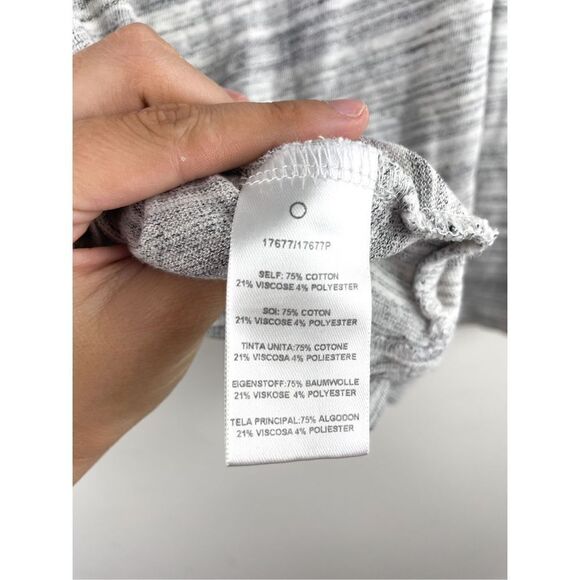 17677/17677P
SELF: 75% COTTON
21% VISCOSE 4% POLYESTER
SOI: 75% COTON
21% VISCOSE 4% POLYESTER
TINTA UNITA:75% COTONE
21% VISCOSA 4% POLIESTERE
EIGENSTOFF:75% BAUMWOLLE
21% VISKOSE 4% POLYESTER
TELA PRINCIPAL:75% ALGODON
21% VISCOSA 4% POLIESTER